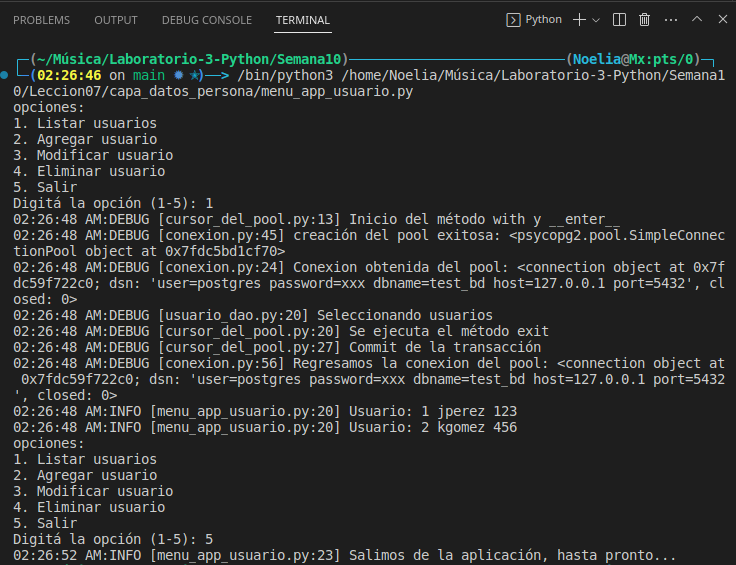 PROBLEMS OUTPUT DEBUG CONSOLE TERMINAL Python
(~/Música/Laboratorio-3-Python/Semana10) (Noelia@Mx:pts/0)
(02:26:46 on main ● ✭)──> /bin/python3 /home/Noelia/Música/Laboratorio-3-Python/Semana1
0/Leccion07/capa_datos_persona/menu_app_usuario.py
opciones:
1. Listar usuarios
2. Agregar usuario
3. Modificar usuario
4. Eliminar usuario
5. Salir
Digitá la opción (1-5): 1
02:26:48 AM:DEBUG [cursor_del_pool.py:13] Inicio del método with y __enter__
02:26:48 AM:DEBUG [conexion.py:45] creación del pool exitosa: <psycopg2.pool.SimpleConnec
tionPool object at 0x7fdc5bd1cf70>
02:26:48 AM:DEBUG [conexion.py:24] Conexion obtenida del pool: <connection object at 0x7f
dc59f722c0; dsn: 'user=postgres password=xxx dbname=test_bd host=127.0.0.1 port=5432', cl
osed: 0>
02:26:48 AM:DEBUG [usuario_dao.py:20] Seleccionando usuarios
02:26:48 AM:DEBUG [cursor_del_pool.py:20] Se ejecuta el método exit
02:26:48 AM:DEBUG [cursor_del_pool.py:27] Commit de la transacción
02:26:48 AM:DEBUG [conexion.py:56] Regresamos la conexion del pool: <connection object at
 0x7fdc59f722c0; dsn: 'user=postgres password=xxx dbname=test_bd host=127.0.0.1 port=5432
', closed: 0>
02:26:48 AM:INFO [menu_app_usuario.py:20] Usuario: 1 jperez 123
02:26:48 AM:INFO [menu_app_usuario.py:20] Usuario: 2 kgomez 456
opciones:
1. Listar usuarios
2. Agregar usuario
3. Modificar usuario
4. Eliminar usuario
5. Salir
Digitá la opción (1-5): 5
02:26:52 AM:INFO [menu_app_usuario.py:23] Salimos de la aplicación, hasta pronto...